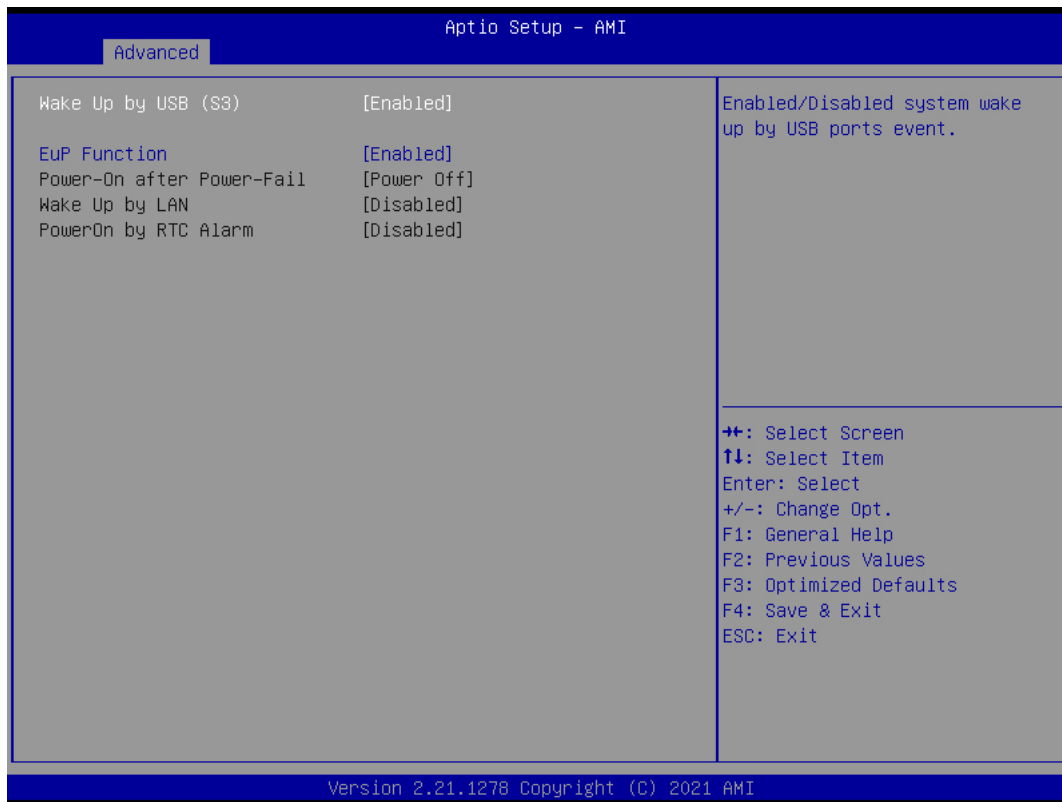 Aptio Setup - AMI
Advanced
Wake Up by USB (S3) [Enabled]
EuP Function [Enabled]
Power-On after Power-Fail [Power Off]
Wake Up by LAN [Disabled]
PowerOn by RTC Alarm [Disabled]
Enabled/Disabled system wake
up by USB ports event.
→←: Select Screen
↑↓: Select Item
Enter: Select
+/-: Change Opt.
F1: General Help
F2: Previous Values
F3: Optimized Defaults
F4: Save & Exit
ESC: Exit
Version 2.21.1278 Copyright (C) 2021 AMI